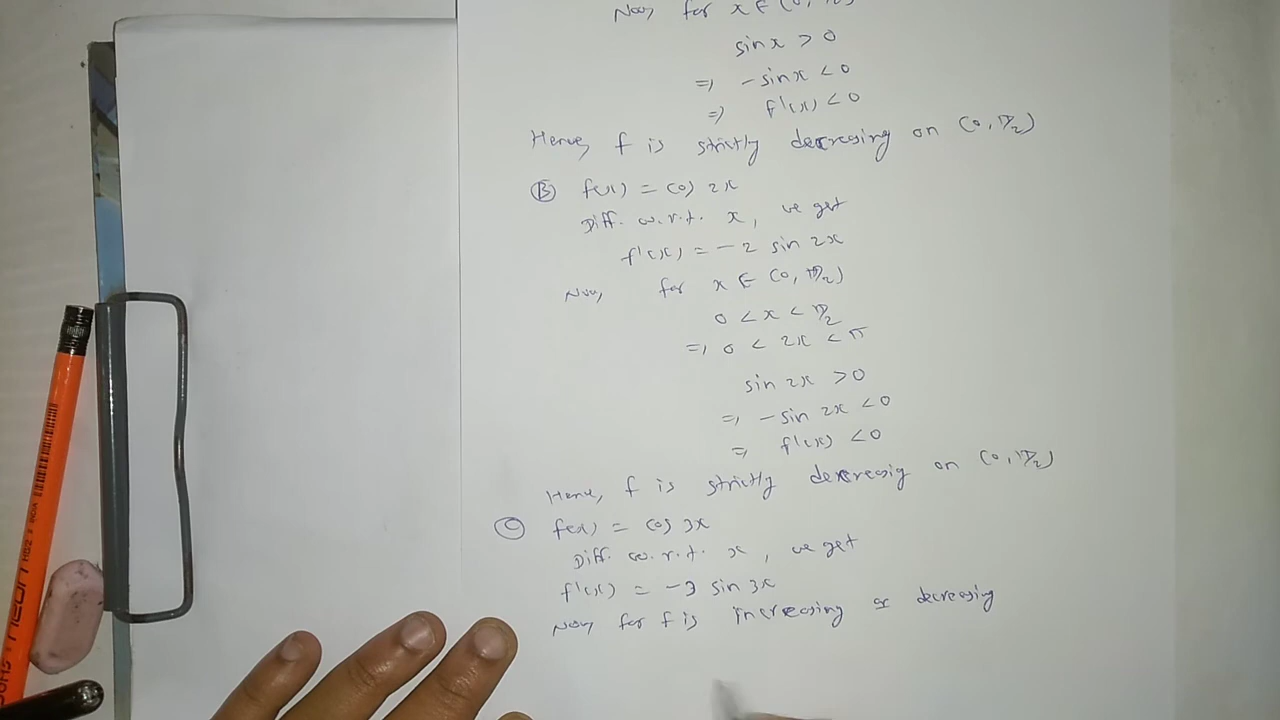 Now, for x ∈ (0, π/2)
sin x > 0
⇒ -sin x < 0
⇒ f'(x) < 0
Hence, f is strictly decreasing on (0, π/2)
Ⓑ f(x) = cos 2x
Diff. w.r.t. x, we get
f'(x) = -2 sin 2x
Now, for x ∈ (0, π/2)
0 < x < π/2
⇒ 0 < 2x < π
sin 2x > 0
⇒ -sin 2x < 0
⇒ f'(x) < 0
Hence, f is strictly decreasig on (0, π/2)
Ⓒ f(x) = cos 3x
Diff. w.r.t. x, we get
f'(x) = -3 sin 3x
Now for f is increasing or decreasig